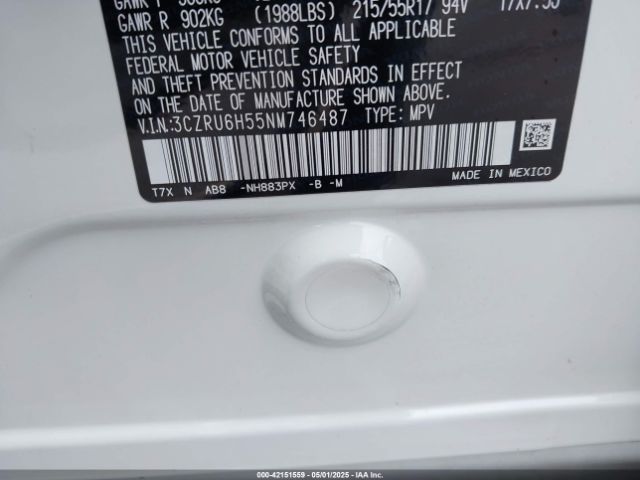 GAWR R 902KG (1988LBS) 215/55R17 94V 17X7.5J
THIS VEHICLE CONFORMS TO ALL APPLICABLE
FEDERAL MOTOR VEHICLE SAFETY
AND THEFT PREVENTION STANDARDS IN EFFECT
ON THE DATE OF MANUFACTURE SHOWN ABOVE.
V.I.N.:3CZRU6H55NM746487 TYPE: MPV
T7X N AB8 -NH883PX -B -M
MADE IN MEXICO
000-42151559 - 05/01/2025 - IAA Inc.